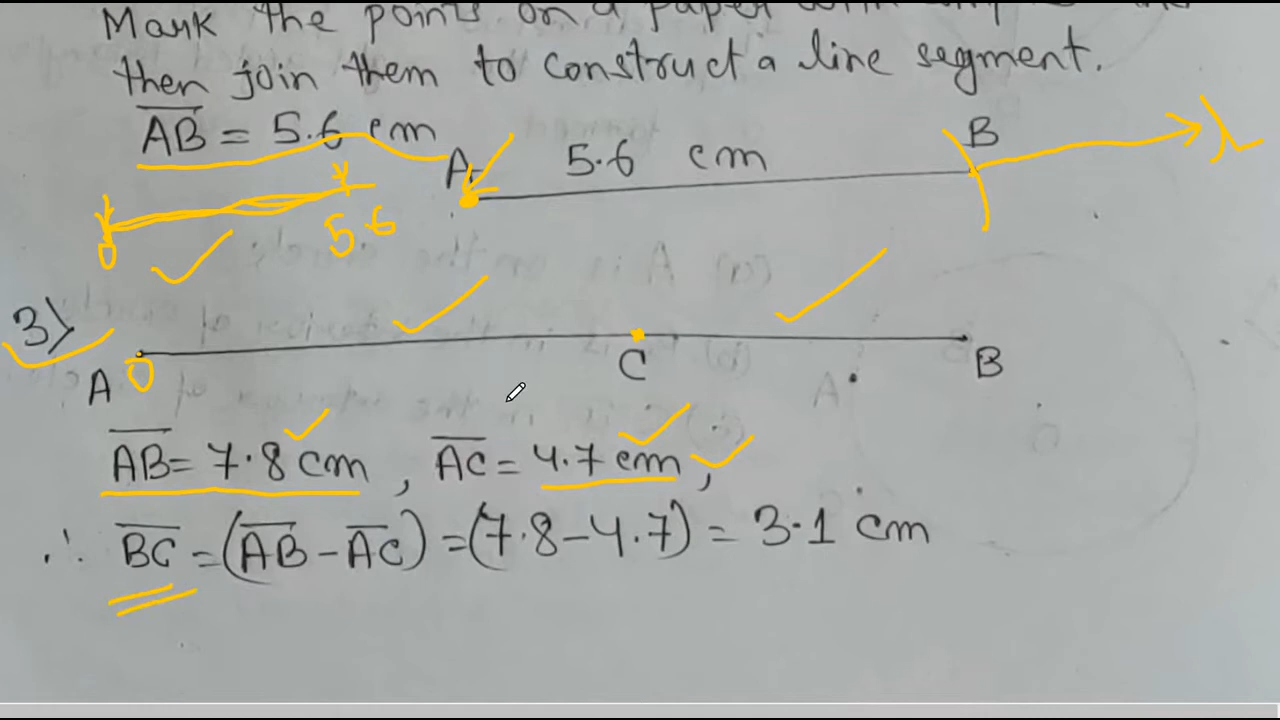 Mark the points on a paper
then join them to construct a line segment.
AB = 5.6 cm
A 5.6 cm B
0 5.6
3)
A 0 C B
AB = 7.8 cm , AC = 4.7 cm ,
∴ BC = (AB - AC) = (7.8 - 4.7) = 3.1 cm